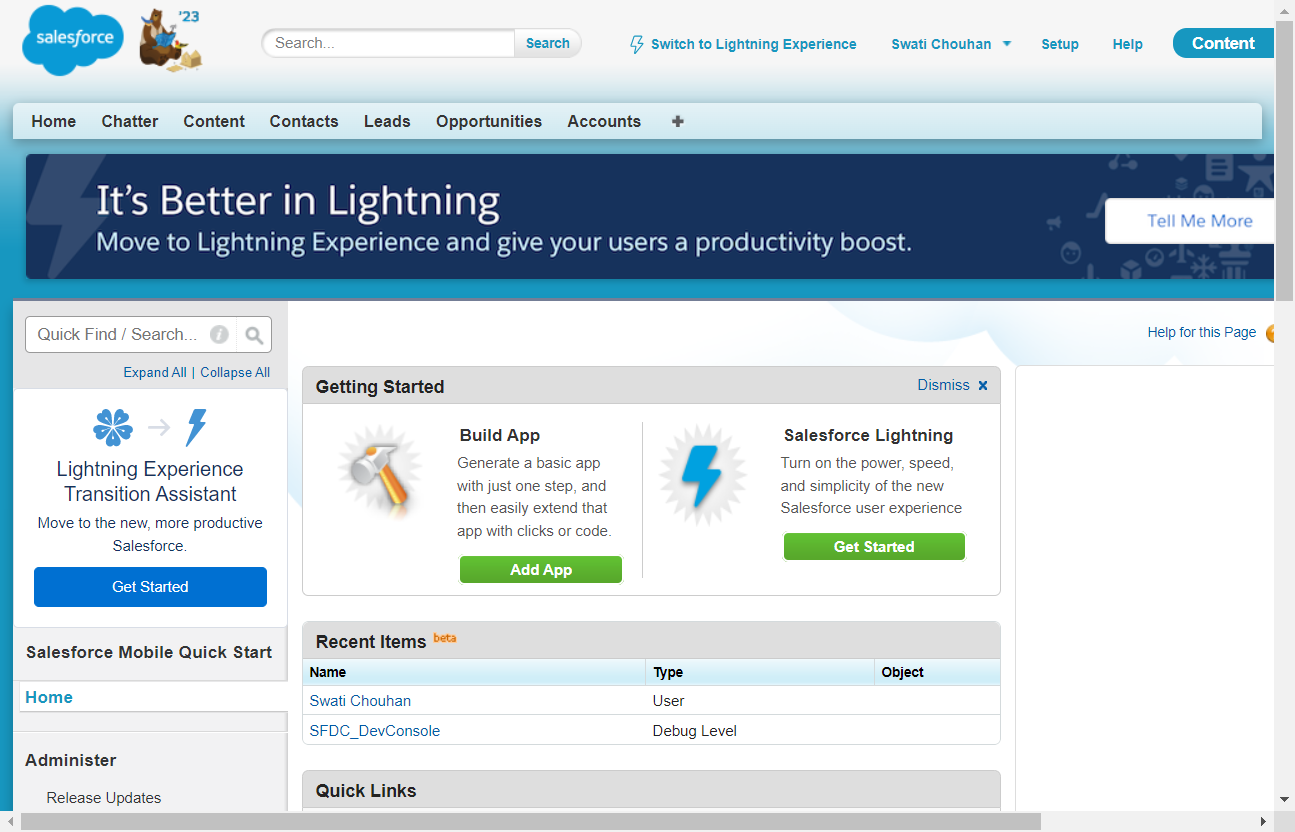 salesforce
'23
Search...
Search
Switch to Lightning Experience
Swati Chouhan
Setup
Help
Content
Home
Chatter
Content
Contacts
Leads
Opportunities
Accounts
+
It's Better in Lightning
Move to Lightning Experience and give your users a productivity boost.
Tell Me More
Quick Find / Search...
Expand All | Collapse All
Lightning Experience
Transition Assistant
Move to the new, more productive
Salesforce.
Get Started
Salesforce Mobile Quick Start
Home
Administer
Release Updates
Help for this Page
Getting Started
Dismiss
Build App
Generate a basic app
with just one step, and
then easily extend that
app with clicks or code.
Add App
Salesforce Lightning
Turn on the power, speed,
and simplicity of the new
Salesforce user experience
Get Started
Recent Items beta
Name
Type
Object
Swati Chouhan
User
SFDC_DevConsole
Debug Level
Quick Links